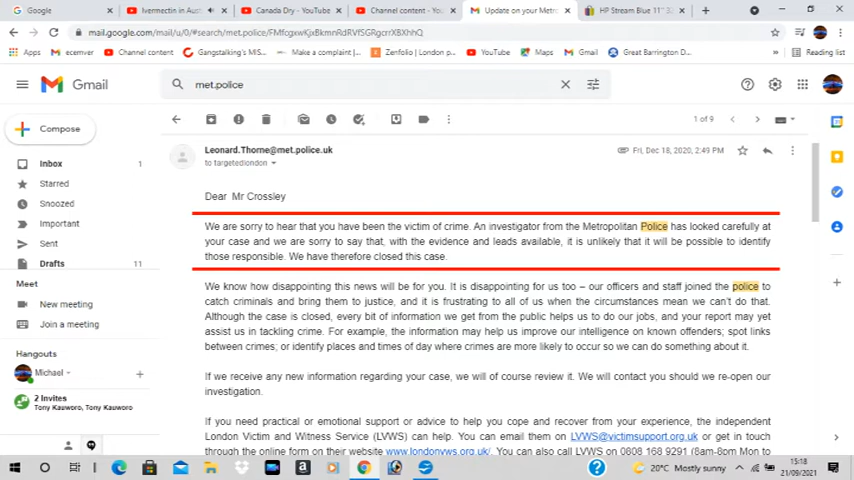 Google
Ivermectin in Aust
Canada Dry - YouTube
Channel content - YouTu
Update on your Metro
HP Stream Blue 11"
mail.google.com/mail/u/0/#search/met.police/
Apps
ecemver
Channel content
Gangstalking's MIS...
Make a complaint |...
Zenfolio | London p...
YouTube
Maps
Gmail
Great Barrington D...
Reading list
Gmail
met.police
Compose
1 of 9
Leonard.Thorne@met.police.uk
Fri, Dec 18, 2020, 2:49 PM
to targetedlondon
Inbox 1
Starred
Snoozed
Important
Sent
Drafts 11
Meet
New meeting
Join a meeting
Hangouts
Michael
2 Invites
Tony Kauworo, Tony Kauworo
Dear Mr Crossley
We are sorry to hear that you have been the victim of crime. An investigator from the Metropolitan Police has looked carefully at
your case and we are sorry to say that, with the evidence and leads available, it is unlikely that it will be possible to identify
those responsible. We have therefore closed this case.
We know how disappointing this news will be for you. It is disappointing for us too – our officers and staff joined the police to
catch criminals and bring them to justice, and it is frustrating to all of us when the circumstances mean we can't do that.
Although the case is closed, every bit of information we get from the public helps us to do our jobs, and your report may yet
assist us in tackling crime. For example, the information may help us improve our intelligence on known offenders; spot links
between crimes; or identify places and times of day where crimes are more likely to occur so we can do something about it.
If we receive any new information regarding your case, we will of course review it. We will contact you should we re-open our
investigation.
If you need practical or emotional support or advice to help you cope and recover from your experience, the independent
London Victim and Witness Service (LVWS) can help. You can email them on LVWS@victimsupport.org.uk or get in touch
through the online form on their website www.londonvws.org.uk/. You can also call LVWS on 0808 168 9291 (8am-8pm Mon to
20°C Mostly sunny
15:18
21/09/2021